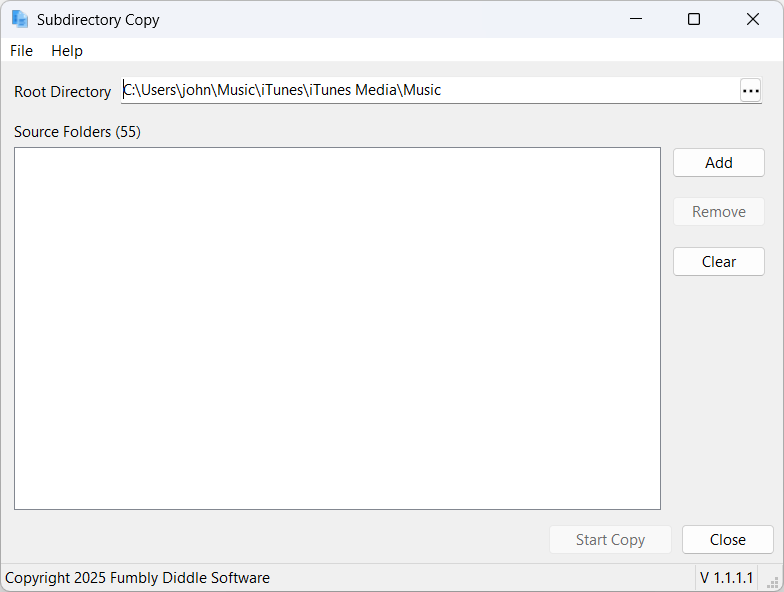 Subdirectory Copy
File Help
Root Directory C:\Users\john\Music\iTunes\iTunes Media\Music ...
Source Folders (55)
Add
Remove
Clear
Start Copy Close
Copyright 2025 Fumbly Diddle Software V 1.1.1.1